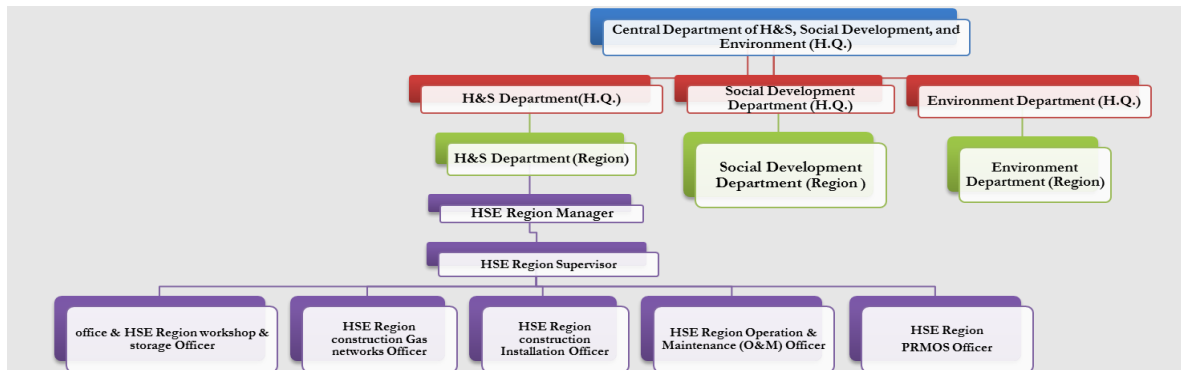 Central Department of H&S, Social Development, and
Environment (H.Q.)
H&S Department(H.Q.)
Social Development
Department (H.Q.)
Environment Department (H.Q.)
H&S Department (Region)
Social Development
Department (Region )
Environment
Department (Region)
HSE Region Manager
HSE Region Supervisor
office & HSE Region workshop &
storage Officer
HSE Region
construction Gas
networks Officer
HSE Region
construction
Installation Officer
HSE Region Operation &
Maintenance (O&M) Officer
HSE Region
PRMOS Officer